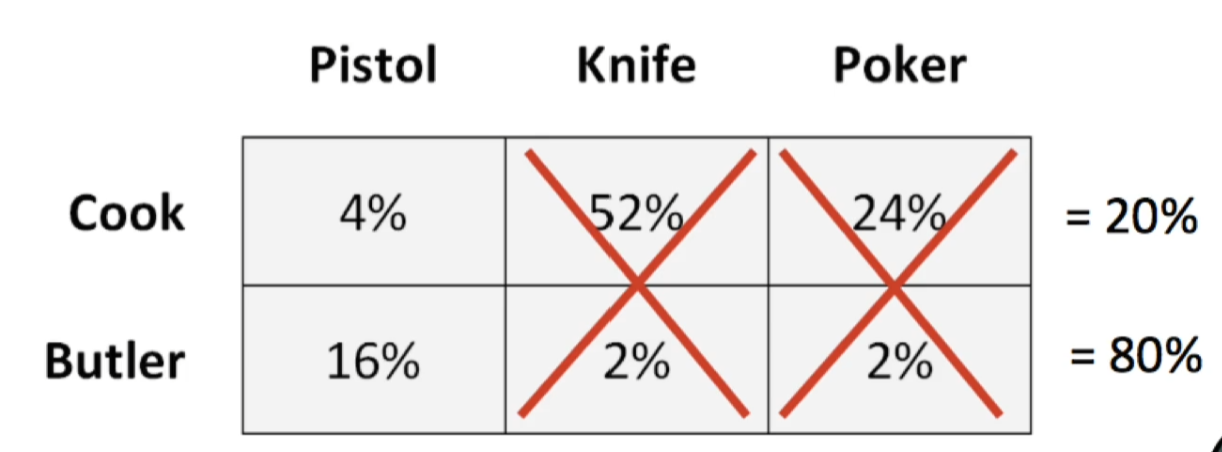 Pistol Knife Poker
Cook 4% 52% 24% = 20%
Butler 16% 2% 2% = 80%